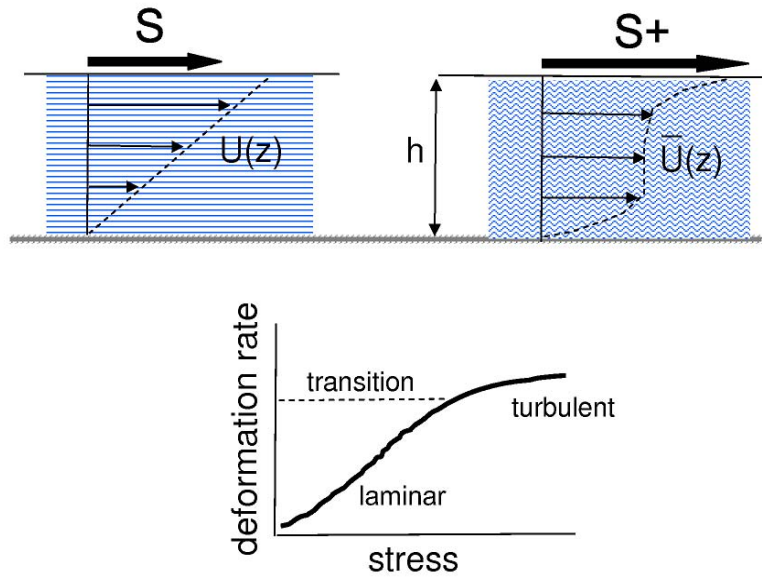 S
S+
U(z)
h
Ū(z)
deformation rate
transition
turbulent
laminar
stress